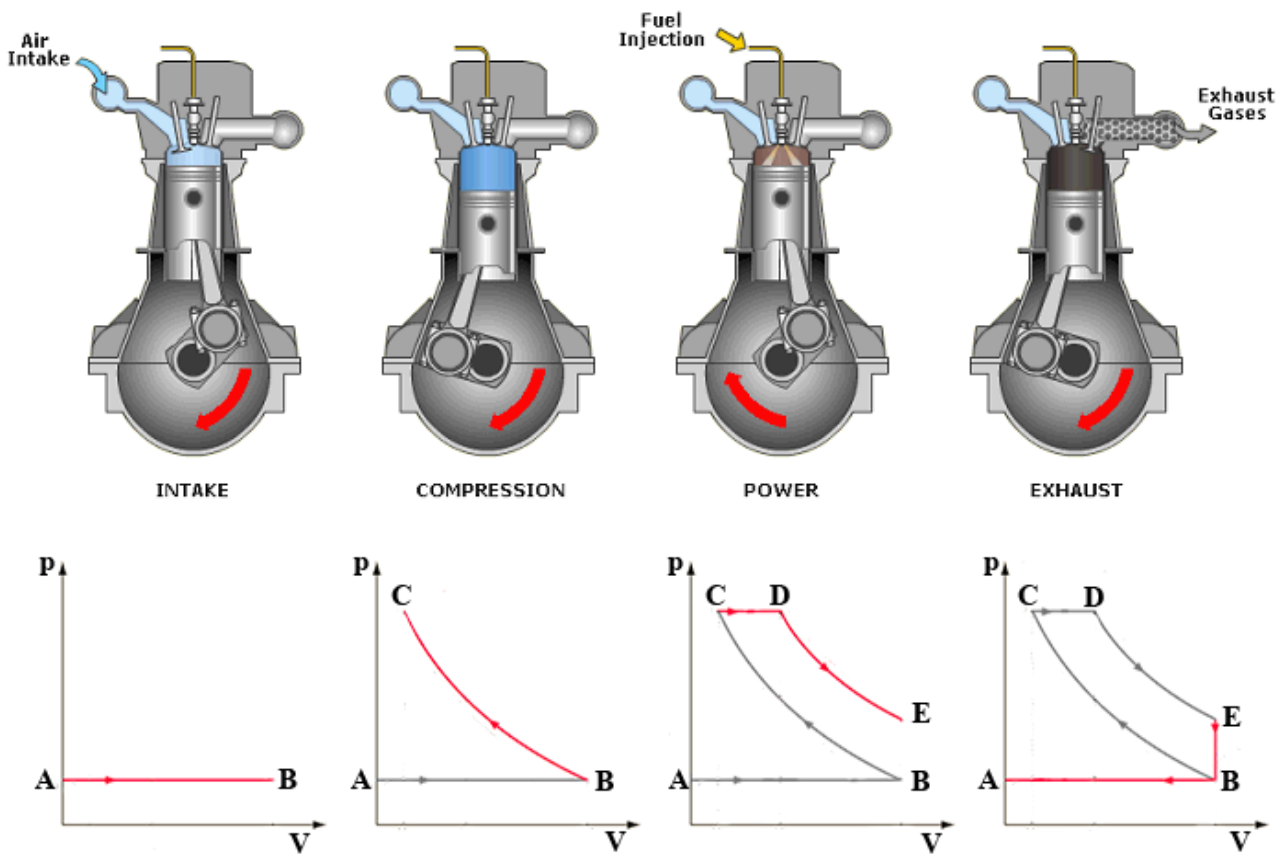 Air
Intake
Fuel
Injection
Exhaust
Gases
INTAKE
COMPRESSION
POWER
EXHAUST
p
A
B
V
p
C
A
B
V
p
C
D
E
A
B
V
p
C
D
E
A
B
V